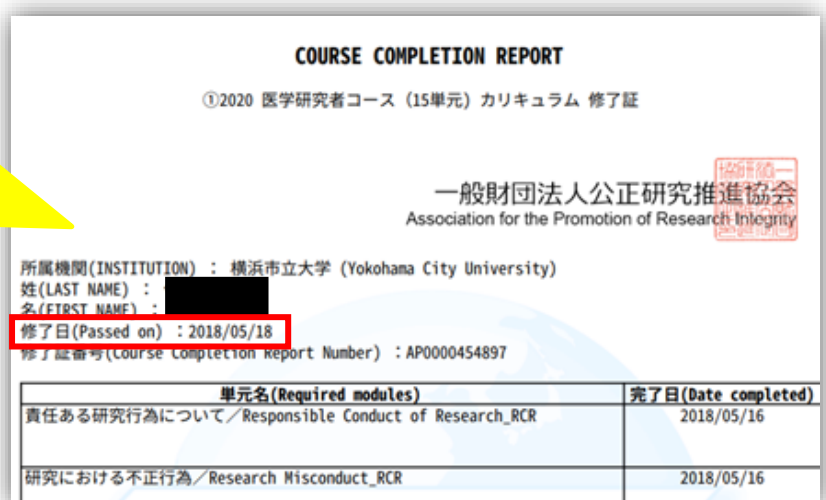 COURSE COMPLETION REPORT
①2020 医学研究者コース (15単元) カリキュラム 修了証
一般財団法人公正研究推進協会
Association for the Promotion of Research Integrity
所属機関(INSTITUTION) : 横浜市立大学 (Yokohama City University)
姓(LAST NAME) :
名(FIRST NAME) :
修了日(Passed on) :2018/05/18
修了証番号(Course Completion Report Number) :AP0000454897
単元名(Required modules) 完了日(Date completed)
責任ある研究行為について/Responsible Conduct of Research_RCR 2018/05/16
研究における不正行為/Research Misconduct_RCR 2018/05/16